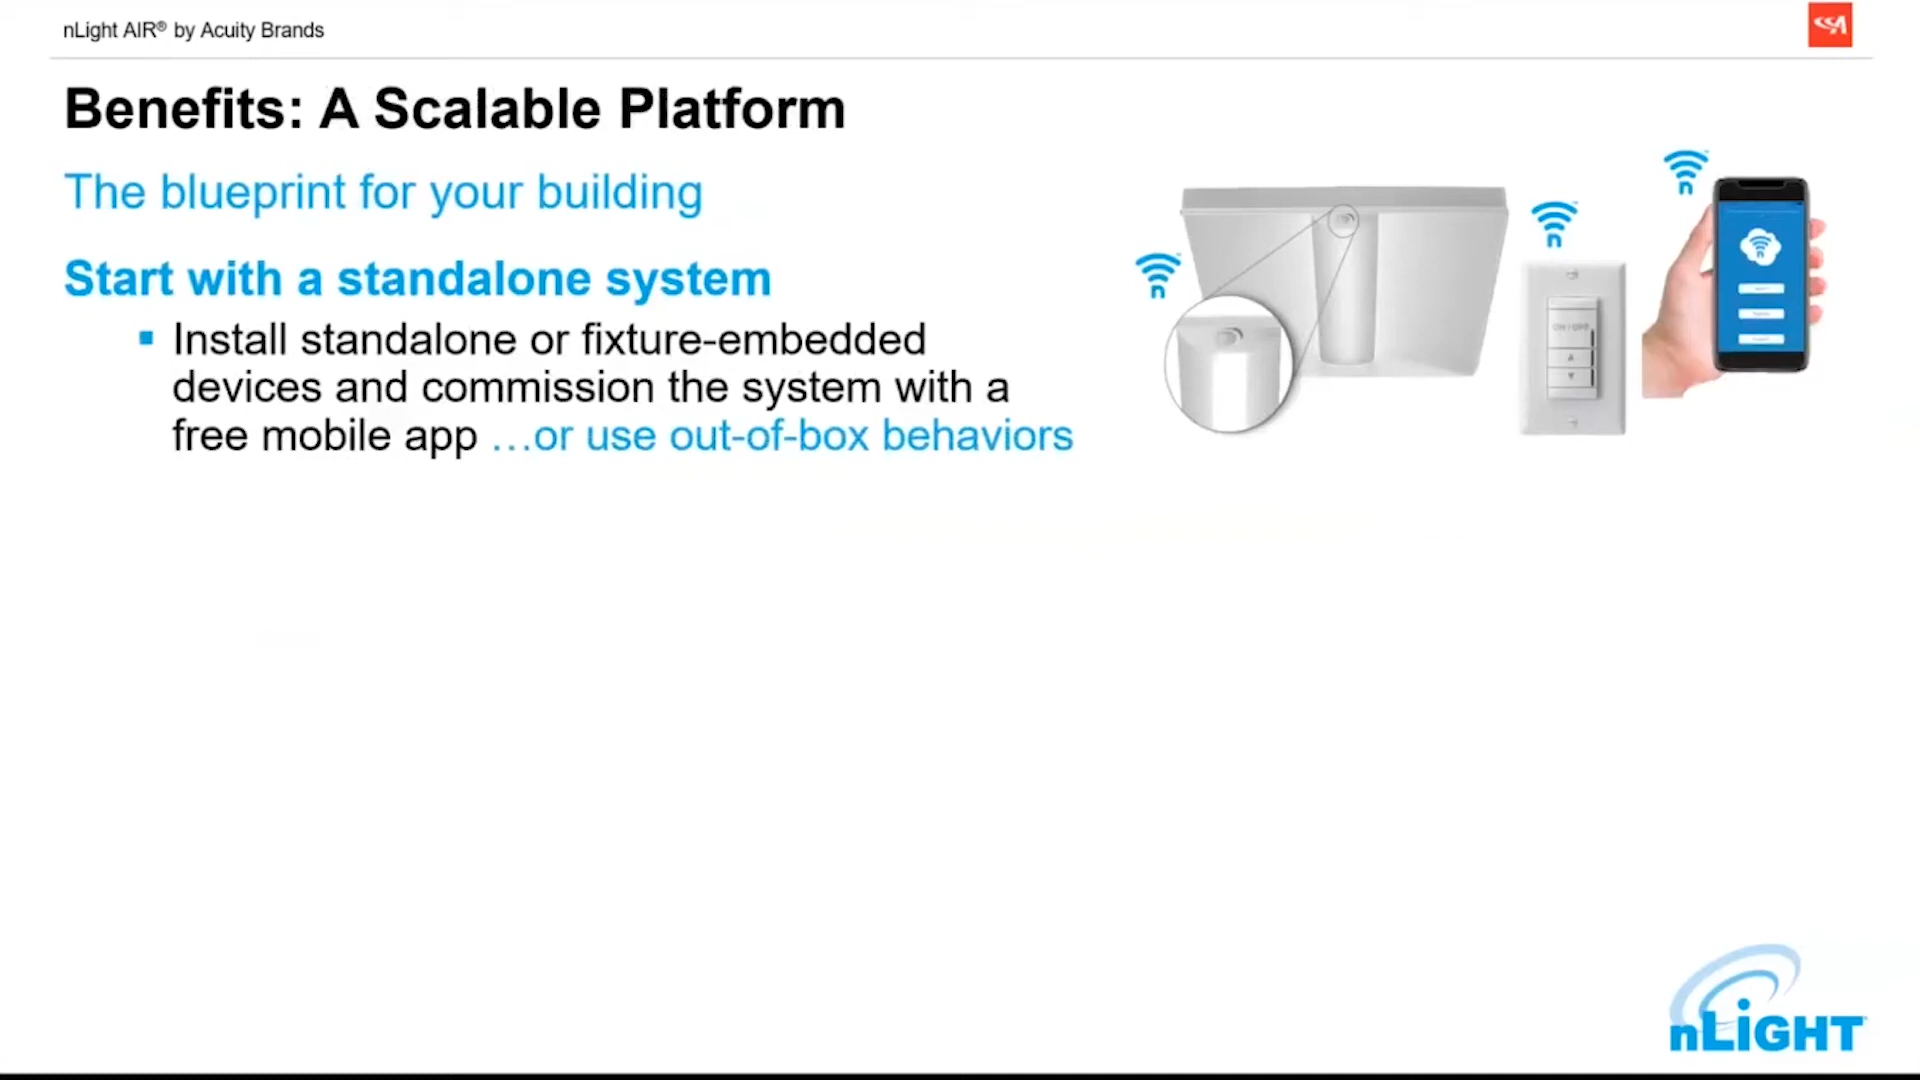 nLight AIR® by Acuity Brands
Benefits: A Scalable Platform
The blueprint for your building
Start with a standalone system
Install standalone or fixture-embedded
devices and commission the system with a
free mobile app …or use out-of-box behaviors
ON / OFF
nLiGHT